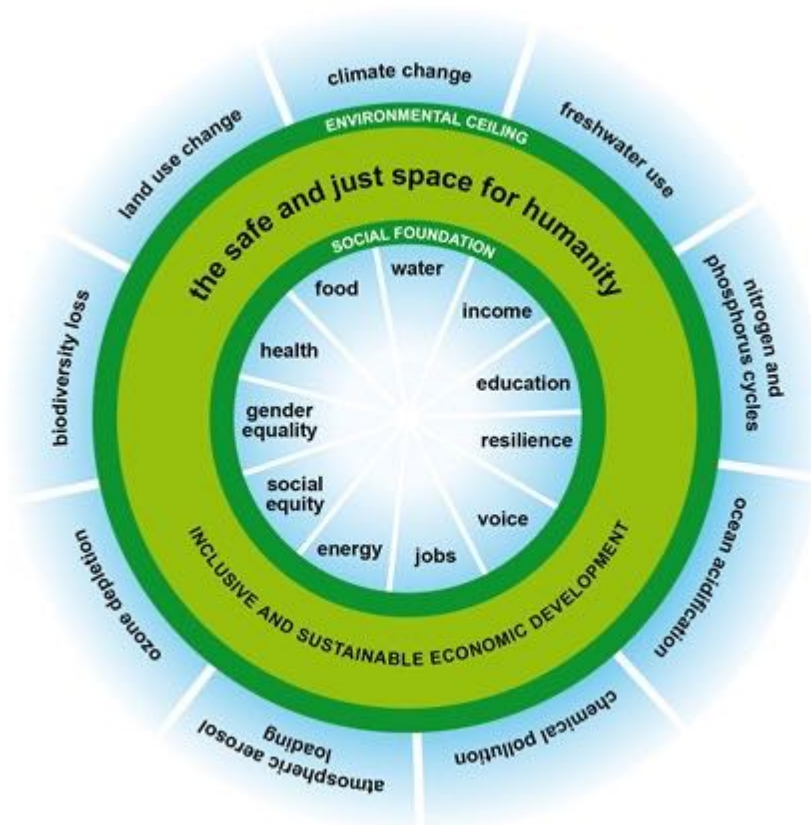 climate change
freshwater use
nitrogen and
phosphorus cycles
ocean acidification
chemical pollution
atmospheric aerosol
loading
ozone depletion
biodiversity loss
land use change
ENVIRONMENTAL CEILING
the safe and just space for humanity
SOCIAL FOUNDATION
water
income
education
resilience
voice
jobs
energy
social
equity
gender
equality
health
food
INCLUSIVE AND SUSTAINABLE ECONOMIC DEVELOPMENT